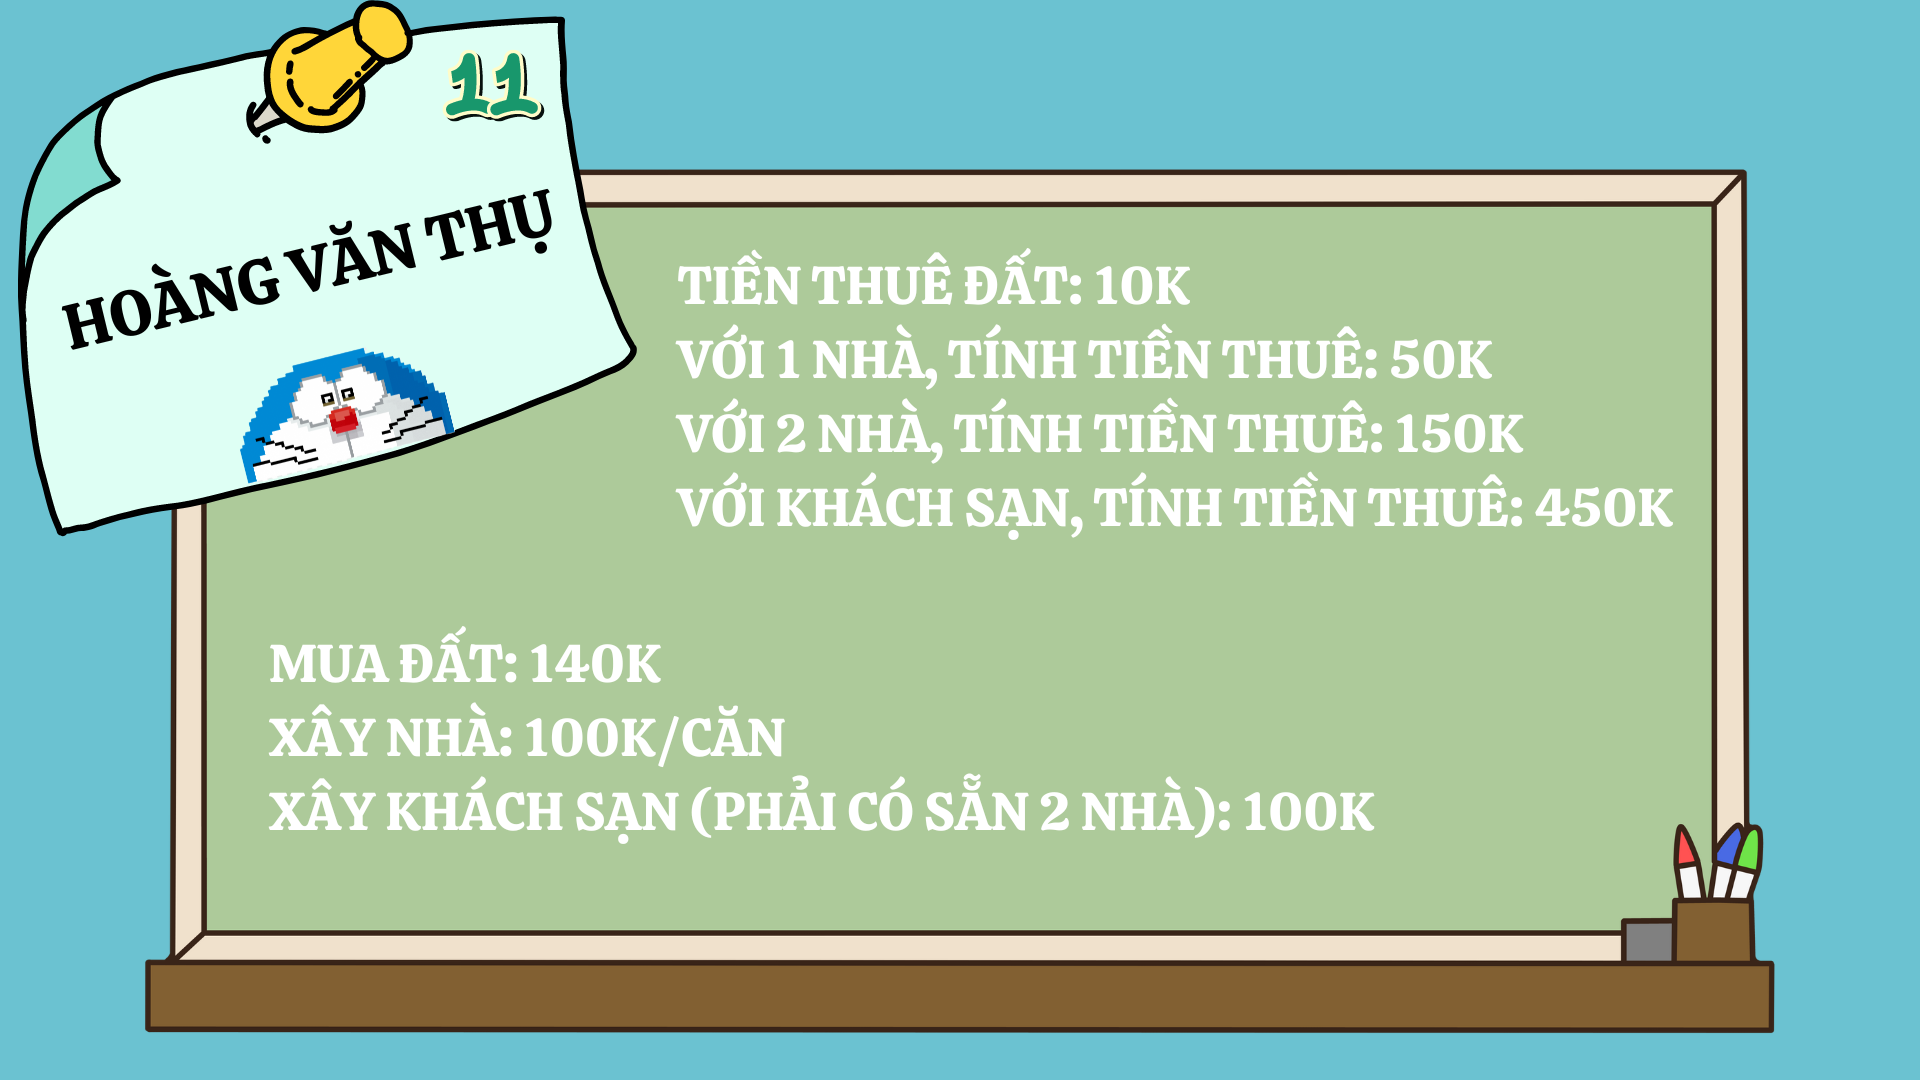 11
HOÀNG VĂN THỤ
TIỀN THUÊ ĐẤT: 10K
VỚI 1 NHÀ, TÍNH TIỀN THUÊ: 50K
VỚI 2 NHÀ, TÍNH TIỀN THUÊ: 150K
VỚI KHÁCH SẠN, TÍNH TIỀN THUÊ: 450K
MUA ĐẤT: 140K
XÂY NHÀ: 100K/CĂN
XÂY KHÁCH SẠN (PHẢI CÓ SẴN 2 NHÀ): 100K